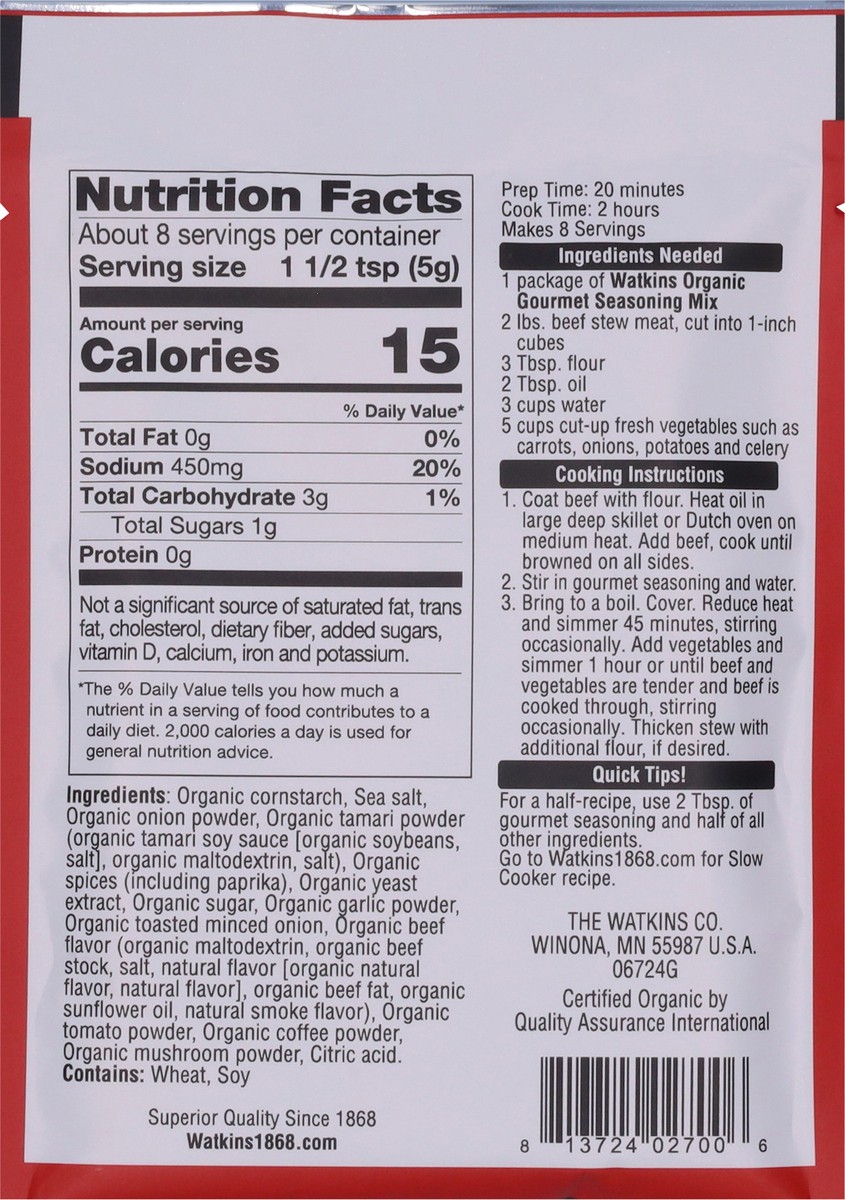 Nutrition Facts
About 8 servings per container
Serving size 1 1/2 tsp (5g)
Amount per serving
Calories 15
% Daily Value*
Total Fat 0g 0%
Sodium 450mg 20%
Total Carbohydrate 3g 1%
Total Sugars 1g
Protein 0g
Not a significant source of saturated fat, trans
fat, cholesterol, dietary fiber, added sugars,
vitamin D, calcium, iron and potassium.
*The % Daily Value tells you how much a
nutrient in a serving of food contributes to a
daily diet. 2,000 calories a day is used for
general nutrition advice.
Ingredients: Organic cornstarch, Sea salt,
Organic onion powder, Organic tamari powder
(organic tamari soy sauce [organic soybeans,
salt], organic maltodextrin, salt), Organic
spices (including paprika), Organic yeast
extract, Organic sugar, Organic garlic powder,
Organic toasted minced onion, Organic beef
flavor (organic maltodextrin, organic beef
stock, salt, natural flavor [organic natural
flavor, natural flavor], organic beef fat, organic
sunflower oil, natural smoke flavor), Organic
tomato powder, Organic coffee powder,
Organic mushroom powder, Citric acid.
Contains: Wheat, Soy
Superior Quality Since 1868
Watkins1868.com
Prep Time: 20 minutes
Cook Time: 2 hours
Makes 8 Servings
Ingredients Needed
1 package of Watkins Organic
Gourmet Seasoning Mix
2 lbs. beef stew meat, cut into 1-inch
cubes
3 Tbsp. flour
2 Tbsp. oil
3 cups water
5 cups cut-up fresh vegetables such as
carrots, onions, potatoes and celery
Cooking Instructions
1. Coat beef with flour. Heat oil in
large deep skillet or Dutch oven on
medium heat. Add beef, cook until
browned on all sides.
2. Stir in gourmet seasoning and water.
3. Bring to a boil. Cover. Reduce heat
and simmer 45 minutes, stirring
occasionally. Add vegetables and
simmer 1 hour or until beef and
vegetables are tender and beef is
cooked through, stirring
occasionally. Thicken stew with
additional flour, if desired.
Quick Tips!
For a half-recipe, use 2 Tbsp. of
gourmet seasoning and half of all
other ingredients.
Go to Watkins1868.com for Slow
Cooker recipe.
THE WATKINS CO.
WINONA, MN 55987 U.S.A.
06724G
Certified Organic by
Quality Assurance International
8 13724 02700 6